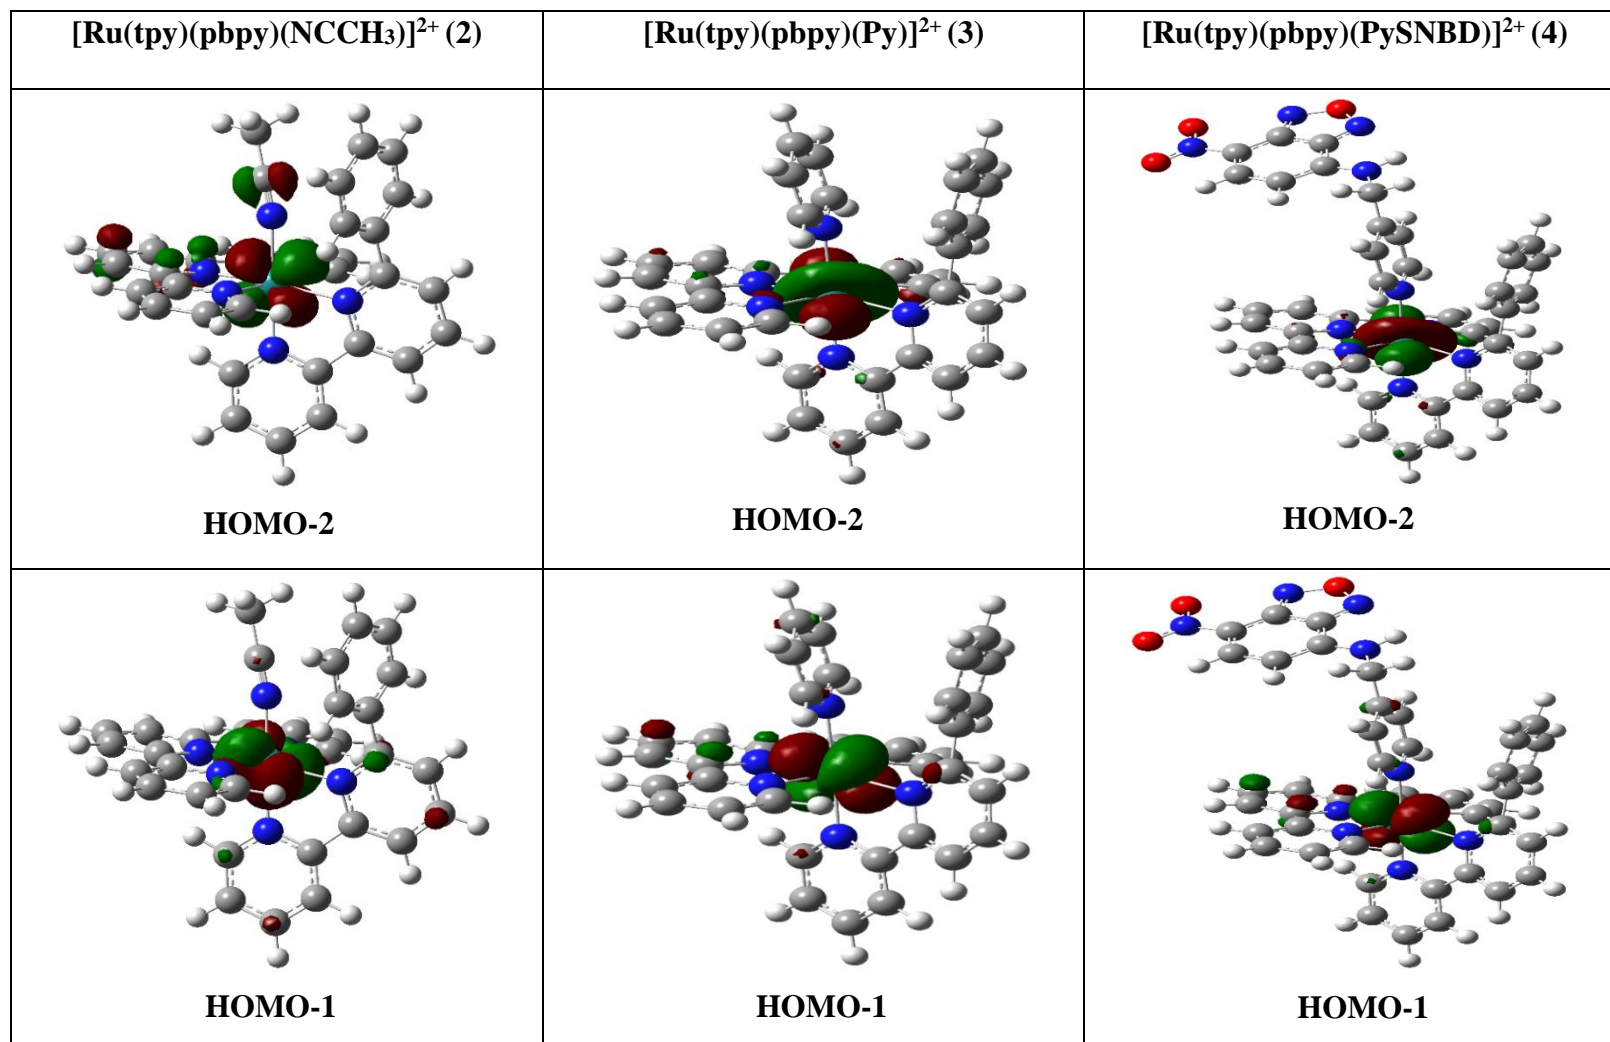 [Ru(tpy)(pbpy)(NCCH₃)]²⁺ (2)
[Ru(tpy)(pbpy)(Py)]²⁺ (3)
[Ru(tpy)(pbpy)(PySNBD)]²⁺ (4)
HOMO-2
HOMO-2
HOMO-2
HOMO-1
HOMO-1
HOMO-1